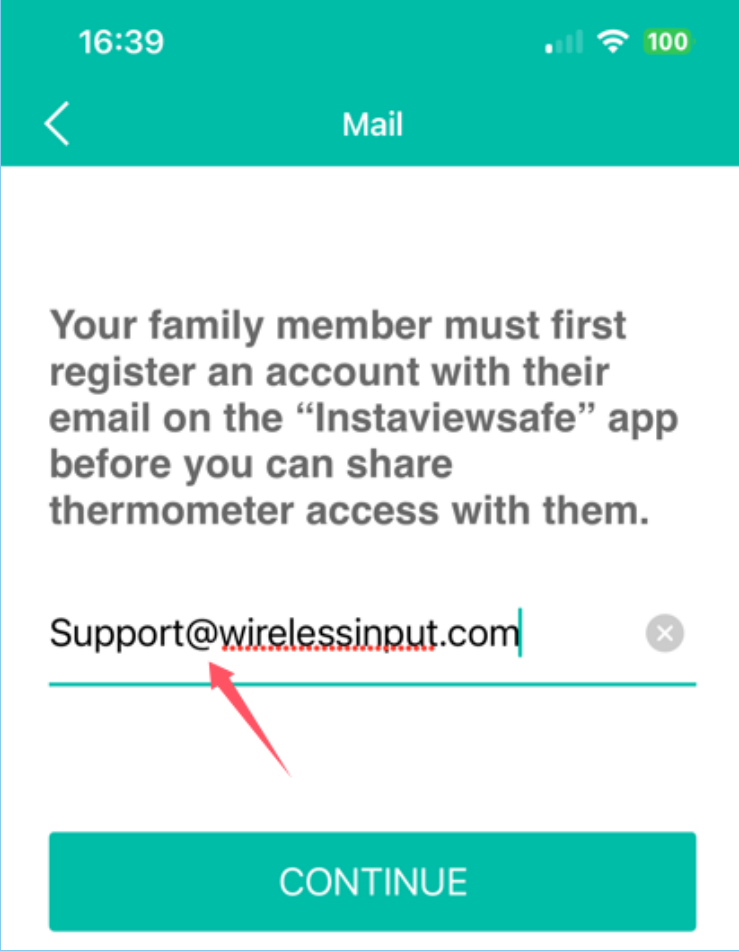 16:39
100
Mail
Your family member must first
register an account with their
email on the “Instaviewsafe” app
before you can share
thermometer access with them.
Support@wirelessinput.com
CONTINUE